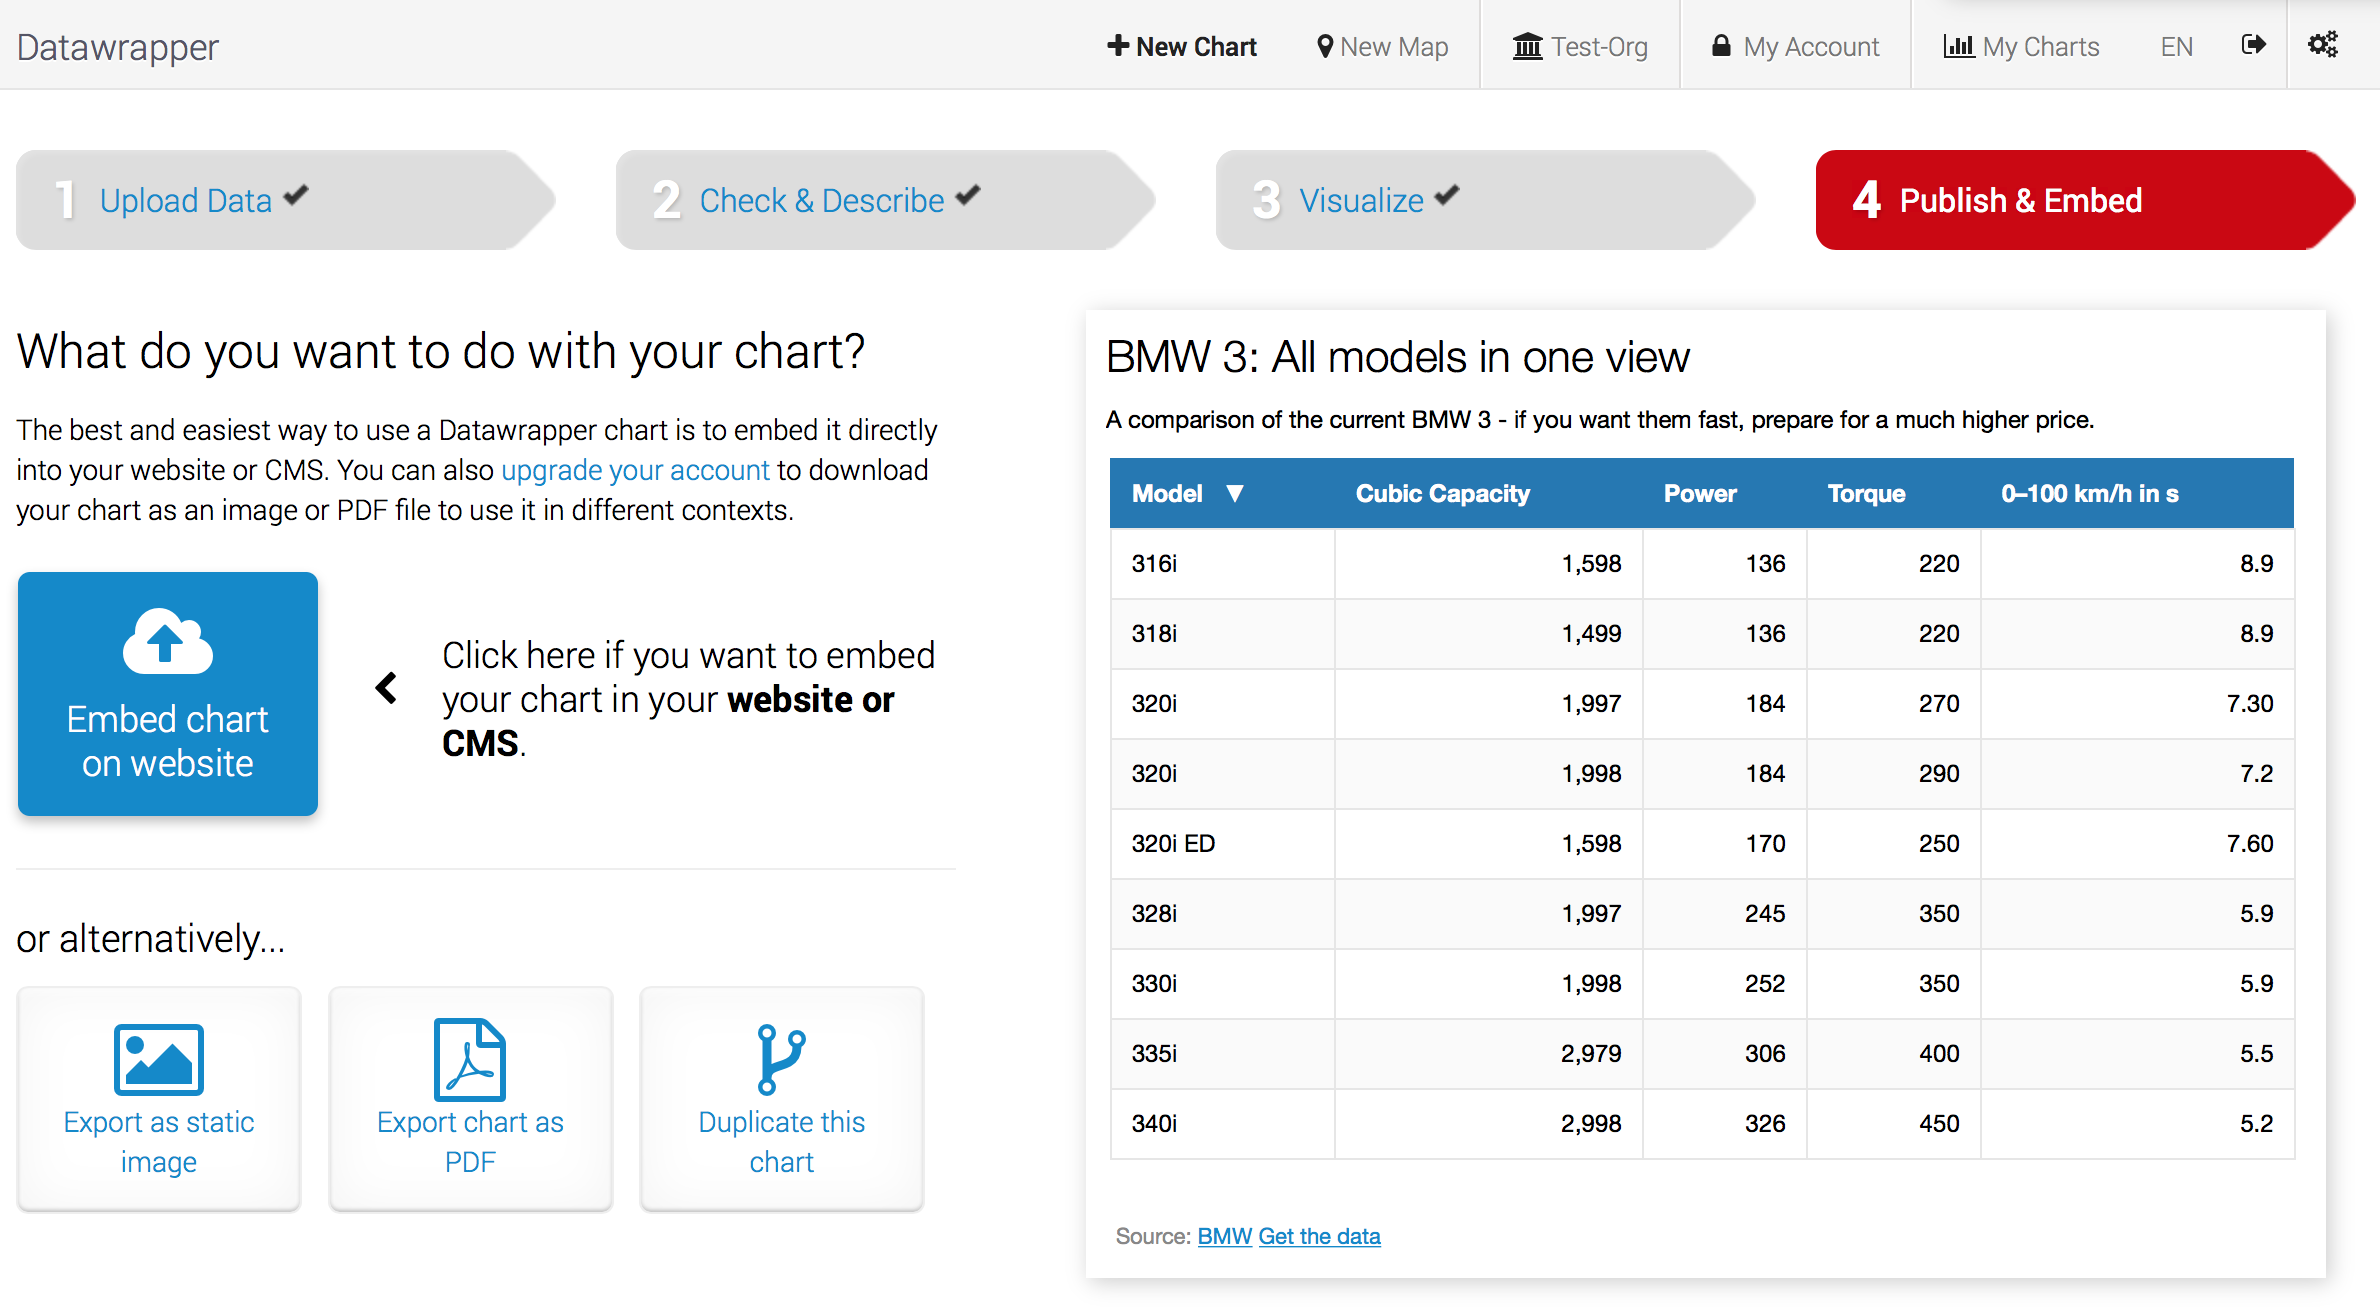 Datawrapper
New Chart
New Map
Test-Org
My Account
My Charts
EN
1 Upload Data
2 Check & Describe
3 Visualize
4 Publish & Embed
What do you want to do with your chart?
The best and easiest way to use a Datawrapper chart is to embed it directly
into your website or CMS. You can also upgrade your account to download
your chart as an image or PDF file to use it in different contexts.
Embed chart
on website
Click here if you want to embed
your chart in your website or
CMS.
or alternatively...
Export as static
image
Export chart as
PDF
Duplicate this
chart
BMW 3: All models in one view
A comparison of the current BMW 3 - if you want them fast, prepare for a much higher price.
Model ▼ Cubic Capacity Power Torque 0–100 km/h in s
316i 1,598 136 220 8.9
318i 1,499 136 220 8.9
320i 1,997 184 270 7.30
320i 1,998 184 290 7.2
320i ED 1,598 170 250 7.60
328i 1,997 245 350 5.9
330i 1,998 252 350 5.9
335i 2,979 306 400 5.5
340i 2,998 326 450 5.2
Source: BMW Get the data